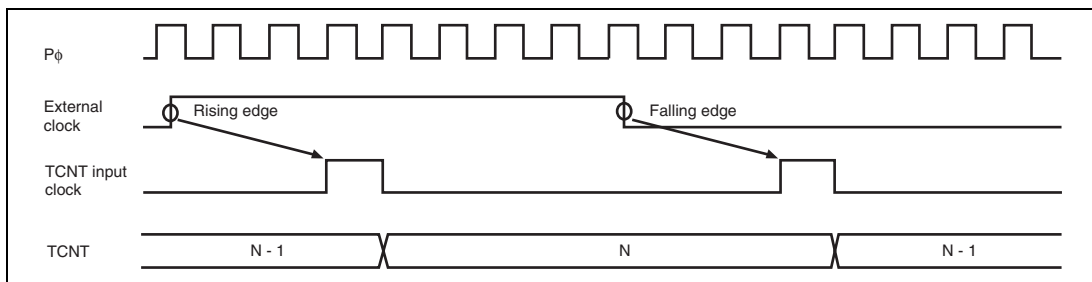 Pφ
External
clock
Rising edge
Falling edge
TCNT input
clock
TCNT
N - 1
N
N - 1